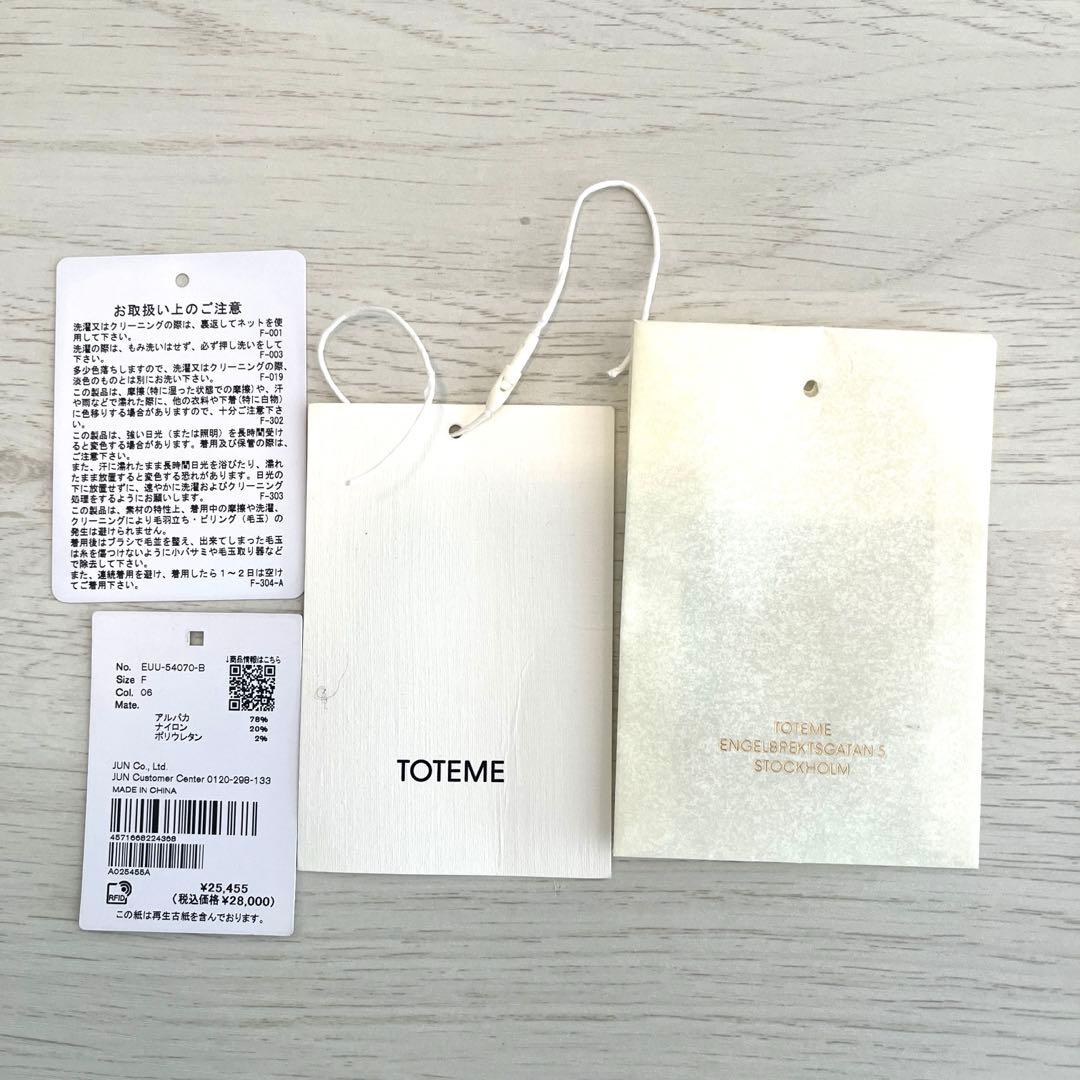 お取扱い上のご注意
洗濯又はクリーニングの際は、裏返してネットを使
用して下さい。 F-001
洗濯の際は、もみ洗いはせず、必ず押し洗いをして
下さい。 F-003
多少色落ちしますので、洗濯又はクリーニングの際、
淡色のものとは別にお洗い下さい。 F-019
この製品は、摩擦(特に湿った状態での摩擦)や、汗
や雨などで濡れた際に、他の衣料や下着(特に白物)
に色移りする場合がありますので、十分ご注意下さ
い。 F-302
この製品は、強い日光(または照明)を長時間受け
ると変色する場合があります。着用及び保管の際は、
ご注意下さい。
また、汗に濡れたまま長時間日光を浴びたり、濡れ
たまま放置すると変色する恐れがあります。日光の
下に放置せずに、速やかに洗濯およびクリーニング
処理をするようにお願いします。 F-303
この製品は、素材の特性上、着用中の摩擦や洗濯、
クリーニングにより毛羽立ち・ピリング(毛玉)の
発生は避けられません。
着用後はブラシで毛並を整え、出来てしまった毛玉
は糸を傷つけないように小バサミや毛玉取り器など
で除去して下さい。
また、連続着用を避け、着用したら1~2日は空け
てご着用下さい。 F-304-A
No. EUU-54070-B
↓商品情報はこちら
Size F
Col. 06
Mate.
アルパカ 78%
ナイロン 20%
ポリウレタン 2%
JUN Co., Ltd.
JUN Customer Center 0120-298-133
MADE IN CHINA
4571668224368
A025455A
RFID
¥25,455
(税込価格¥28,000)
この紙は再生古紙を含んでおります。
TOTEME
TOTEME
ENGELBREKTSGATAN 5,
STOCKHOLM